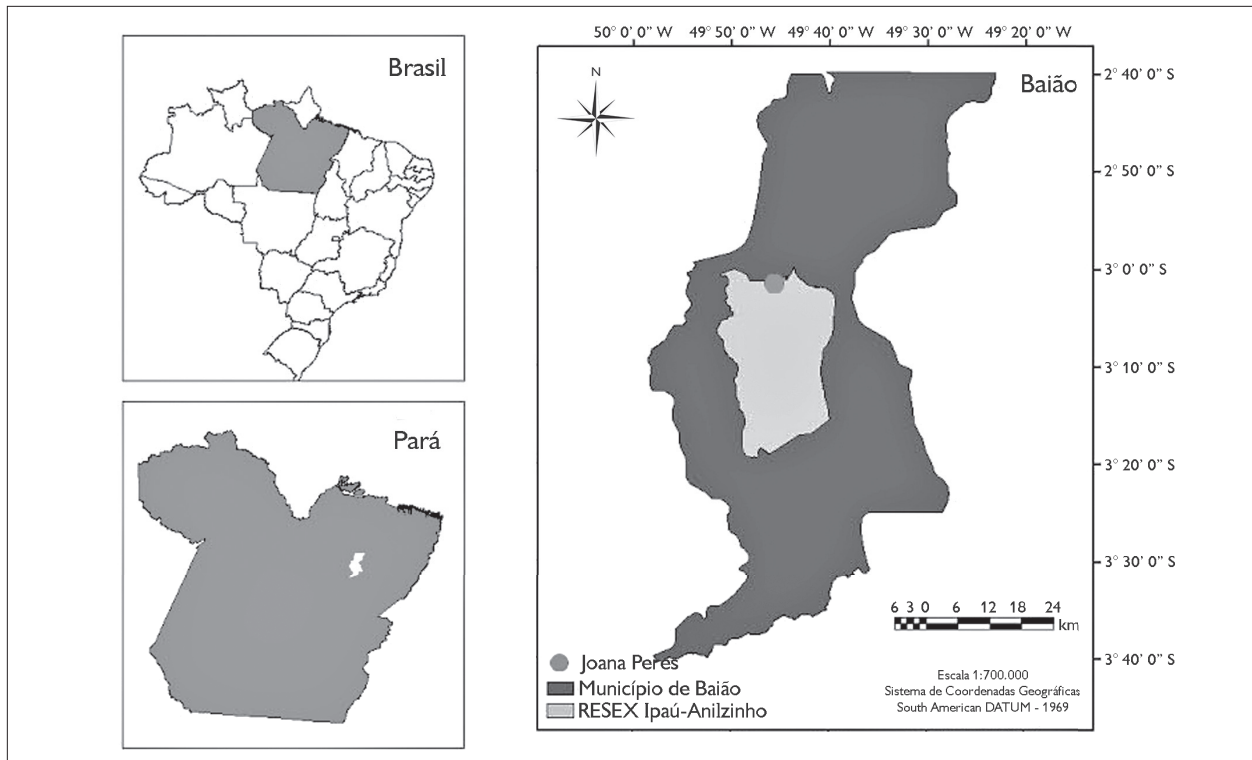 Brasil
Pará
50° 0' 0" W 49° 50' 0" W 49° 40' 0" W 49° 30' 0" W 49° 20' 0" W
N
Baião
2° 40' 0" S
2° 50' 0" S
3° 0' 0" S
3° 10' 0" S
3° 20' 0" S
3° 30' 0" S
3° 40' 0" S
6 3 0 6 12 18 24
km
Joana Peres
Município de Baião
RESEX Ipaú-Anilzinho
Escala 1:700.000
Sistema de Coordenadas Geográficas
South American DATUM - 1969